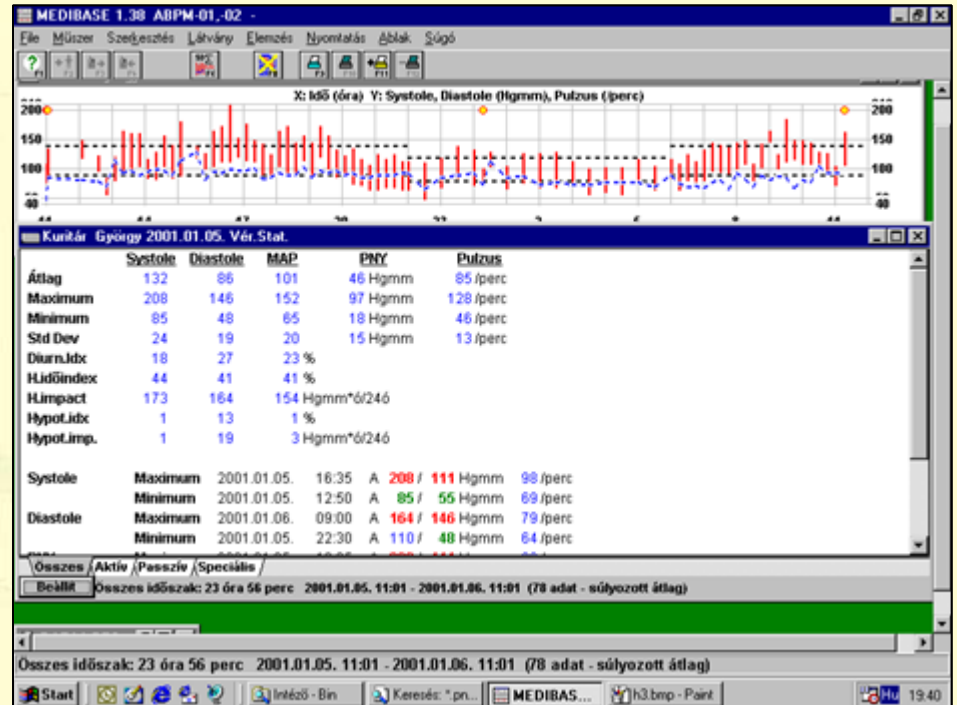 MEDIBASE 1.38 ABPM-01,-02 -
File Műszer Szerkesztés Látvány Elemzés Nyomtatás Ablak Súgó
X: Idő (óra) Y: Systole, Diastole (Hgmm), Pulzus (/perc)
200 200
150 150
100 100
40 40
Kuritár György 2001.01.05. Vér.Stat.
Systole Diastole MAP PNY Pulzus
Átlag 132 86 101 46 Hgmm 85 /perc
Maximum 208 146 152 97 Hgmm 128 /perc
Minimum 85 48 65 18 Hgmm 46 /perc
Std Dev 24 19 20 15 Hgmm 13 /perc
Diurn.Idx 18 27 23 %
H.időindex 44 41 41 %
H.impact 173 164 154 Hgmm*ó/24ó
Hypot.idx 1 13 1 %
Hypot.imp. 1 19 3 Hgmm*ó/24ó
Systole Maximum 2001.01.05. 16:35 A 208 / 111 Hgmm 98 /perc
Minimum 2001.01.05. 12:50 A 85 / 55 Hgmm 69 /perc
Diastole Maximum 2001.01.06. 09:00 A 164 / 146 Hgmm 79 /perc
Minimum 2001.01.05. 22:30 A 110 / 48 Hgmm 64 /perc
Összes Aktív Passzív Speciális
Beállít Összes időszak: 23 óra 56 perc 2001.01.05. 11:01 - 2001.01.06. 11:01 (78 adat - súlyozott átlag)
Összes időszak: 23 óra 56 perc 2001.01.05. 11:01 - 2001.01.06. 11:01 (78 adat - súlyozott átlag)
Start Intéző - Bin Keresés: *.pn... MEDIBAS... h3.bmp - Paint Hu 19:40